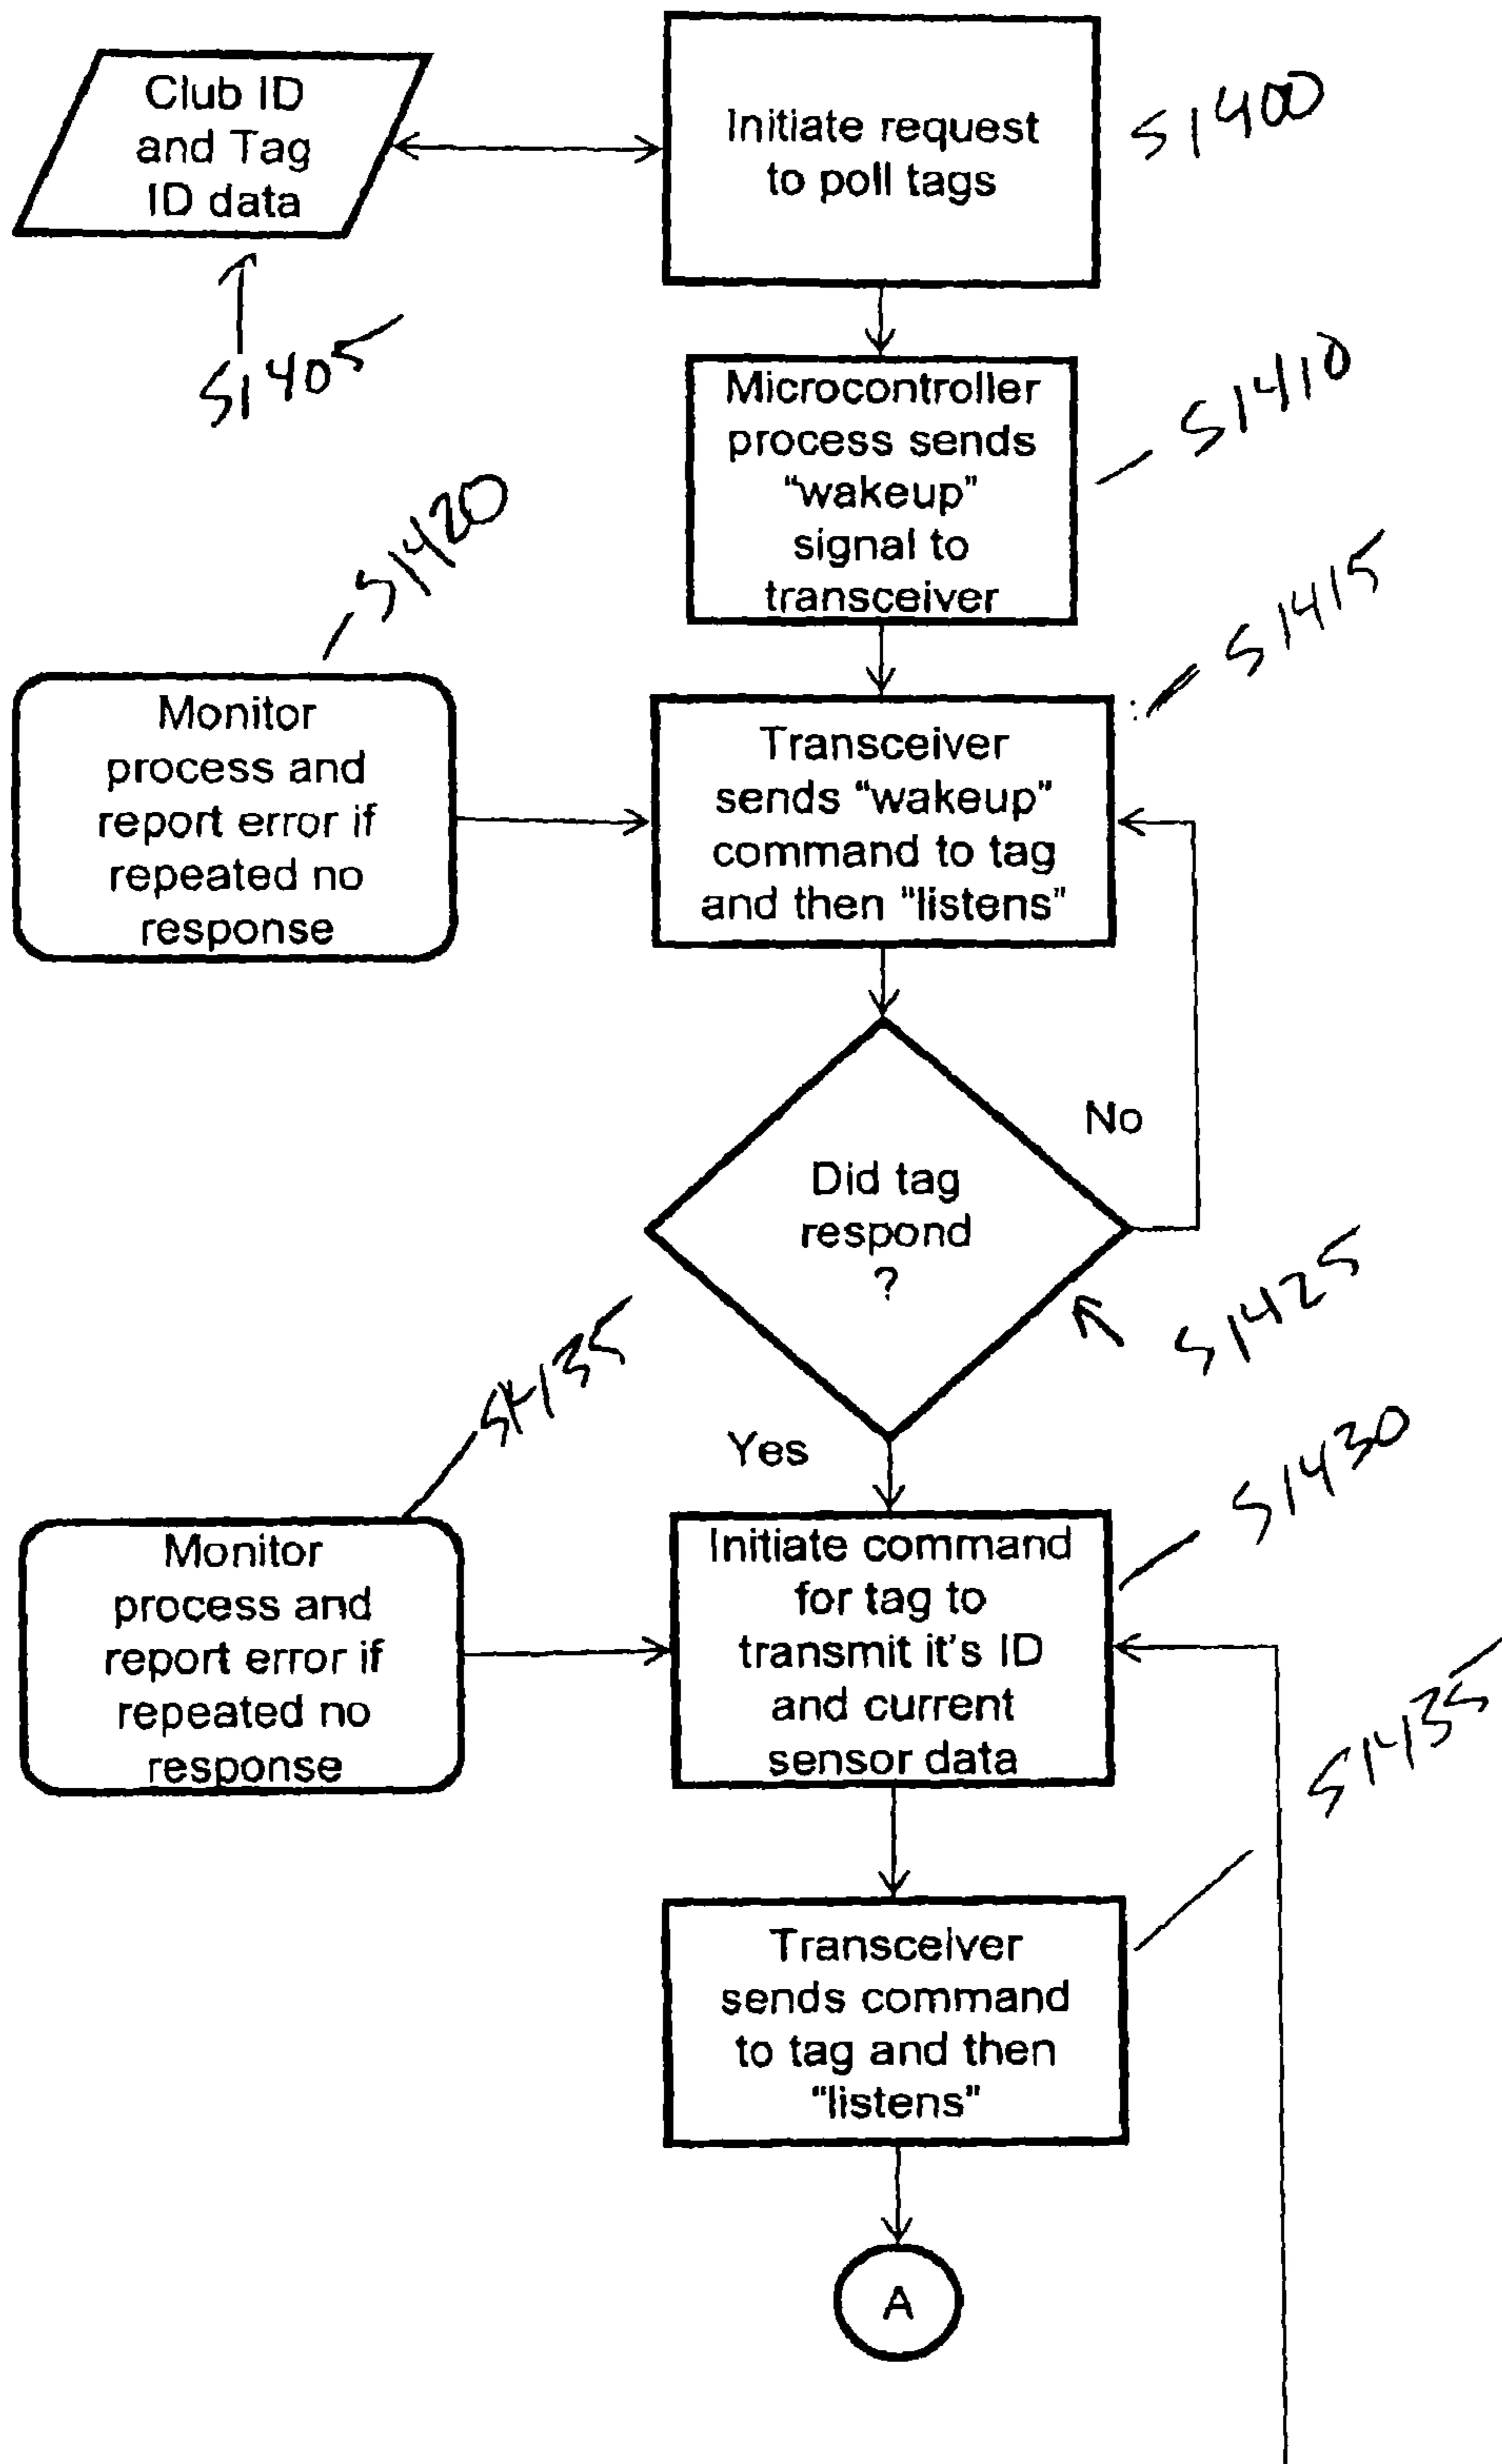 Club ID
and Tag
ID data
S1405
Initiate request
to poll tags
S1400
Microcontroller
process sends
“wakeup”
signal to
transceiver
S1410
Monitor
process and
report error if
repeated no
response
S1420
Transceiver
sends “wakeup”
command to tag
and then "listens"
S1415
Did tag
respond
?
S1425
No
Yes
Monitor
process and
report error if
repeated no
response
S1435
Initiate command
for tag to
transmit it's ID
and current
sensor data
S1430
Transceiver
sends command
to tag and then
"listens"
S1435
A